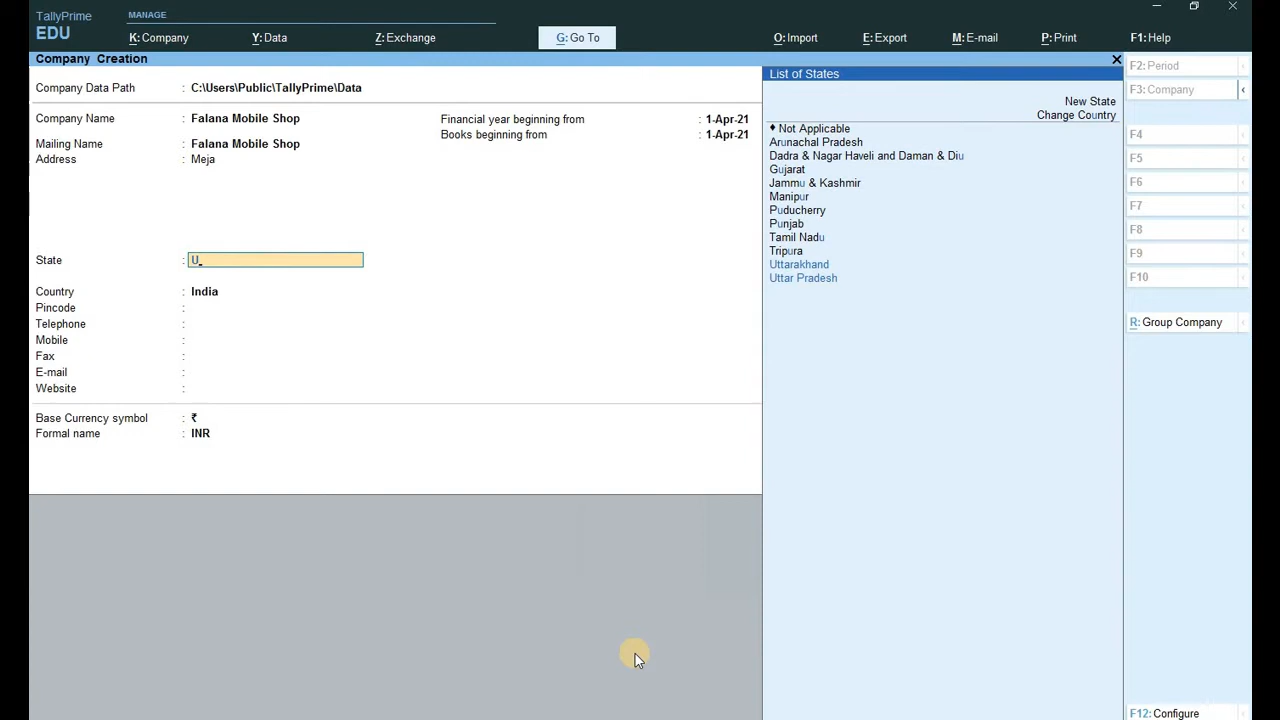 TallyPrime
EDU
MANAGE
K: Company
Y: Data
Z: Exchange
G: Go To
O: Import
E: Export
M: E-mail
P: Print
F1: Help
Company Creation
Company Data Path : C:\Users\Public\TallyPrime\Data
Company Name : Falana Mobile Shop
Financial year beginning from : 1-Apr-21
Books beginning from : 1-Apr-21
Mailing Name : Falana Mobile Shop
Address : Meja
State : U
Country : India
Pincode :
Telephone :
Mobile :
Fax :
E-mail :
Website :
Base Currency symbol : ₹
Formal name : INR
List of States
New State
Change Country
♦ Not Applicable
Arunachal Pradesh
Dadra & Nagar Haveli and Daman & Diu
Gujarat
Jammu & Kashmir
Manipur
Puducherry
Punjab
Tamil Nadu
Tripura
Uttarakhand
Uttar Pradesh
F2: Period
F3: Company
F4
F5
F6
F7
F8
F9
F10
R: Group Company
F12: Configure